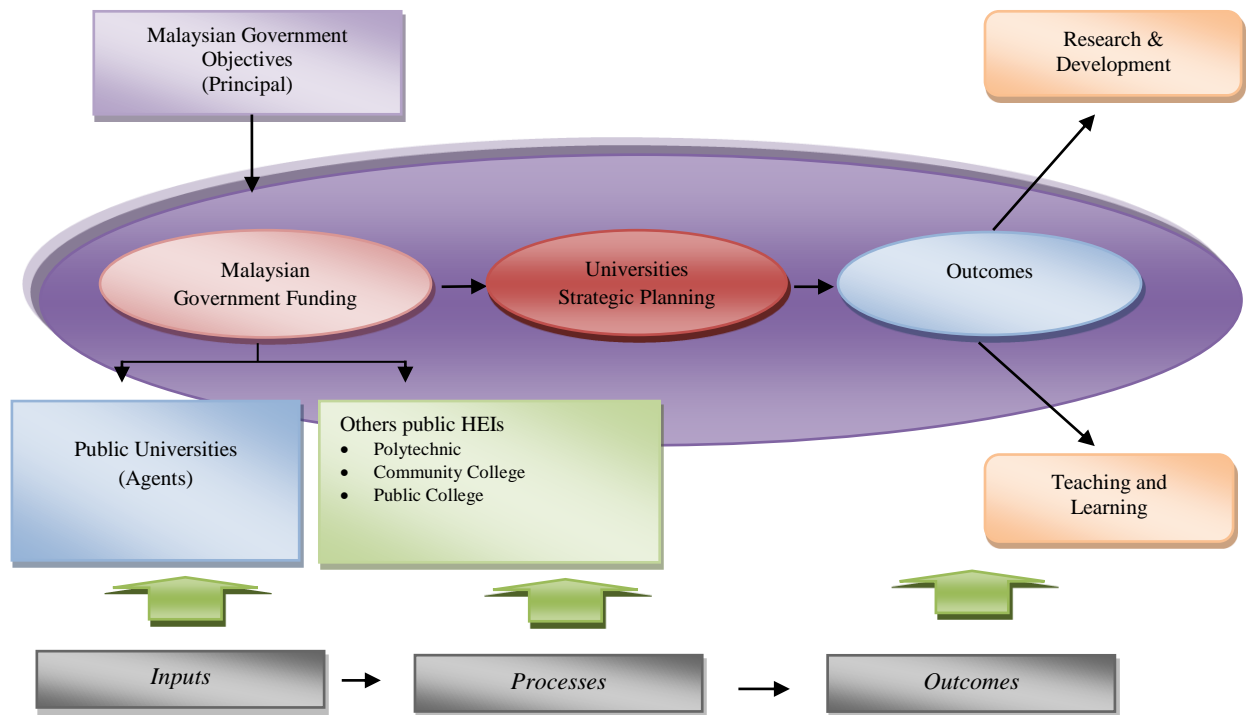 Malaysian Government
Objectives
(Principal)
Research &
Development
Malaysian
Government Funding
Universities
Strategic Planning
Outcomes
Public Universities
(Agents)
Others public HEIs
• Polytechnic
• Community College
• Public College
Teaching and
Learning
Inputs
Processes
Outcomes